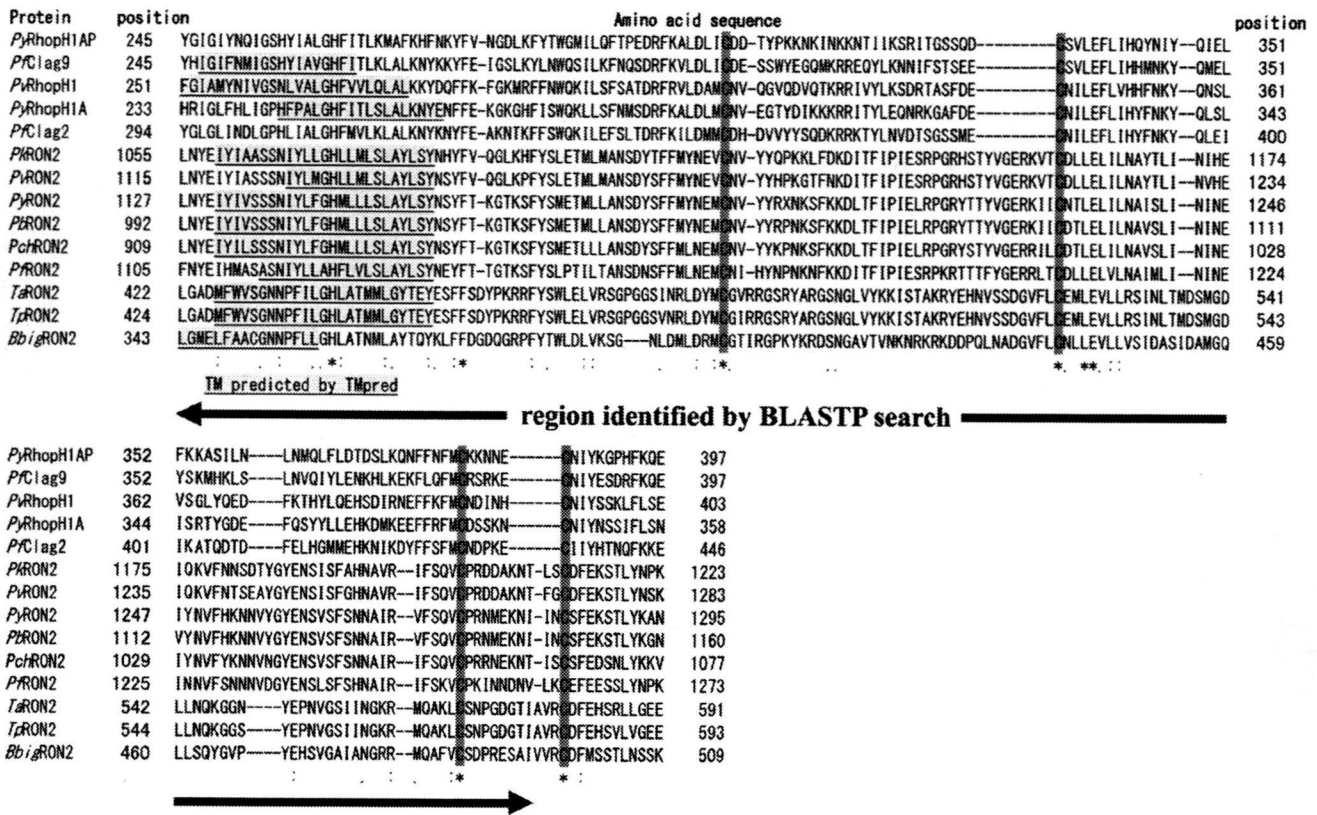 Protein position Amino acid sequence position
PyRhopH1AP 245 YGIGIYNQIGSHYIALGHFITLKMAFKHFNKYFV-NGDLKFYTWGMILQFTPEDRFKALDLICDD-TYPKKNKINKKNTIIKSRITGSSQD----------CSVLEFLIHQYNIY--QIEL 351
PfClag9 245 YHIGIFNMIGSHYIAVGHFITLKLALKNYKKYFE-IGSLKYLNWQSILKFNQSDRFKVLDLICDE-SSWYEGQMKRREQYLKNNIFSTSEE----------CSVLEFLIHHMNKY--QMEL 351
PvRhopH1 251 FGIAMYNIVGSNLVALGHFVVLQLALKKYDQFFK-FGKMRFFNWQKILSFSATDRFRVLDAMCNV-QGVQDVQTKRRIVYLKSDRTASFDE----------CNILEFLVHHFNKY--QNSL 361
PyRhopH1A 233 HRIGLFHLIGPHFPALGHFITLSLALKNYENFFE-KGKGHFISWQKLLSFNMSDRFKALDLMCNV-EGTYDIKKKRRITYLEQNRKGAFDE----------CNILEFLIHYFNKY--QLSL 343
PfClag2 294 YGLGLINDLGPHLIALGHFMVLKLALKNYKNYFE-AKNTKFFSWQKILEFSLTDRFKILDMMCDH-DVVYYSQDKRRKTYLNVDTSGSSME----------CNILEFLIHYFNKY--QLEI 400
PkRON2 1055 LNYEIYIAASSNIYLLGHLLMLSLAYLSYNHYFV-QGLKHFYSLETMLMANSDYTFFMYNEVCNV-YYQPKKLFDKDITFIPIESRPGRHSTYVGERKVTCDLLELILNAYTLI--NIHE 1174
PvRON2 1115 LNYEIYIASSSNIYLMGHLLMLSLAYLSYNSYFV-QGLKPFYSLETMLMANSDYSFFMYNEVCNV-YYHPKGTFNKDITFIPIESRPGRHSTYVGERKVTCDLLELILNAYTLI--NVHE 1234
PyRON2 1127 LNYEIYIVSSSNIYLFGHMLLLSLAYLSYNSYFT-KGTKSFYSMETMLLANSDYSFFMYNEMCNV-YYRXNKSFKKDLTFIPIELRPGRHSTYVGERKIICNTLELILNAISLI--NINE 1246
PbRON2 992 LNYEIYIVSSSNIYLFGHMLLLSLAYLSYNSYFT-KGTKSFYSMETMLLANSDYSFFMYNEMCNV-YYRPNKSFKKDLTFIPIELRPGRHSTYVGERKIICDTLELILNAVSLI--NINE 1111
PchRON2 909 LNYEIYILSSSNIYLFGHMLLLSLAYLSYNSYFT-KGTKSFYSMETLLLANSDYSFFMLNEMCNV-YYKPNKSFKKDLTFIPIELRPGRYSTYVGERRILCDTLELILNAVSLI--NINE 1028
PfRON2 1105 FNYEIHMASASNIYLLAHFLVLSLAYLSYNEYFT-TGTKSFYSLPTILTANSDNSFFMLNEMCNI-HYNPNKNFKKDITFIPIESRPKRTTTFYGERRLTCDLLELVLNAIMLI--NINE 1224
TaRON2 422 LGADMFWVSGNNPFILGHLATMMLGYTEYESFFSDYPKRRFYSWLELVRSGPGGSINRLDYMCGVRRGSRYARGSNGLVYKKISTAKRYEHNVSSDGVFLCEMLEVLLRSINLTMDSMGD 541
TpRON2 424 LGADMFWVSGNNPFILGHLATMMLGYTEYESFFSDYPKRRFYSWLELVRSGPGGSVNRLDYMCGIRRGSRYARGSNGLVYKKISTAKRYEHNVSSDGVFLCEMLEVLLRSINLTMDSMGD 543
BbigRON2 343 LGMELFAACGNNPFLLGHLATNMLAYTQYKLFFDGDQGRPFYTWLDLVKSG---NLDMLDRMCGTIRGPKYKRDSNGAVTVKNKRKRKDDPQLNADGVFLCNLLEVLLVSIDASIDAMGQ 459
TM predicted by TMpred
region identified by BLASTP search
PyRhopH1AP 352 FKKASILN----LNMQLFLDTDSLKQNFFNFMCKKNNE-------CNIYKGPHFKQE 397
PfClag9 352 YSKMHKLS----LNVQIYLENKHLKEKFLQFMCRSRKE-------CNIYESDRFKQE 397
PvRhopH1 362 VSGLYQED----FKTHYLQEHSDIRNEFFKFMCNDINH-------CNIYSSKLFLSE 403
PyRhopH1A 344 ISRTYGDE----FQSYYLLEHKDMKEEFFRFMCDSSKN-------CNIYNSSIFLSN 358
PfClag2 401 IKATQDTD----FELHGMMEHKNIKDYFFSFMCNDPKE-------CIIYHTNQFKKE 446
PkRON2 1175 IQKVFNNSDTYGYENSISFAHNAVR--IFSQVCPRDDAKNT-LSCDFEKSTLYNPK 1223
PvRON2 1235 IQKVFNTSEAYGYENSISFGHNAVR--IFSQVCPRDDAKNT-FGCDFEKSTLYNSK 1283
PyRON2 1247 IYNVFHKNNVYGYENSVSFSNNAIR--VFSQVCPRNMEKNI-INCSFEKSTLYKAN 1295
PbRON2 1112 VYNVFHKNNVYGYENSVSFSNNAIR--VFSQVCPRNMEKNI-INCSFEKSTLYKGN 1160
PchRON2 1029 IYNVFYKNNVNGYENSVSFSNNAIR--IFSQVCPRRNEKNT-ISCSFEDSNLYKKV 1077
PfRON2 1225 INNVFSNNNVDGYENSLSFSHNAIR--IFSKVCPKINNDNV-LKCEFEESSLYNPK 1273
TaRON2 542 LLNQKGGN----YEPNVGSIINGKR--MQAKLCSNPGDGTIAVRCDFEHSRLLGEE 591
TpRON2 544 LLNQKGGS----YEPNVGSIINGKR--MQAKLCSNPGDGTIAVRCDFEHSVLVGEE 593
BbigRON2 460 LLSQYGVP----YEHSVGAIANGRR--MQAFVCSDPRESAIVVRCDFMSSTLNSSK 509